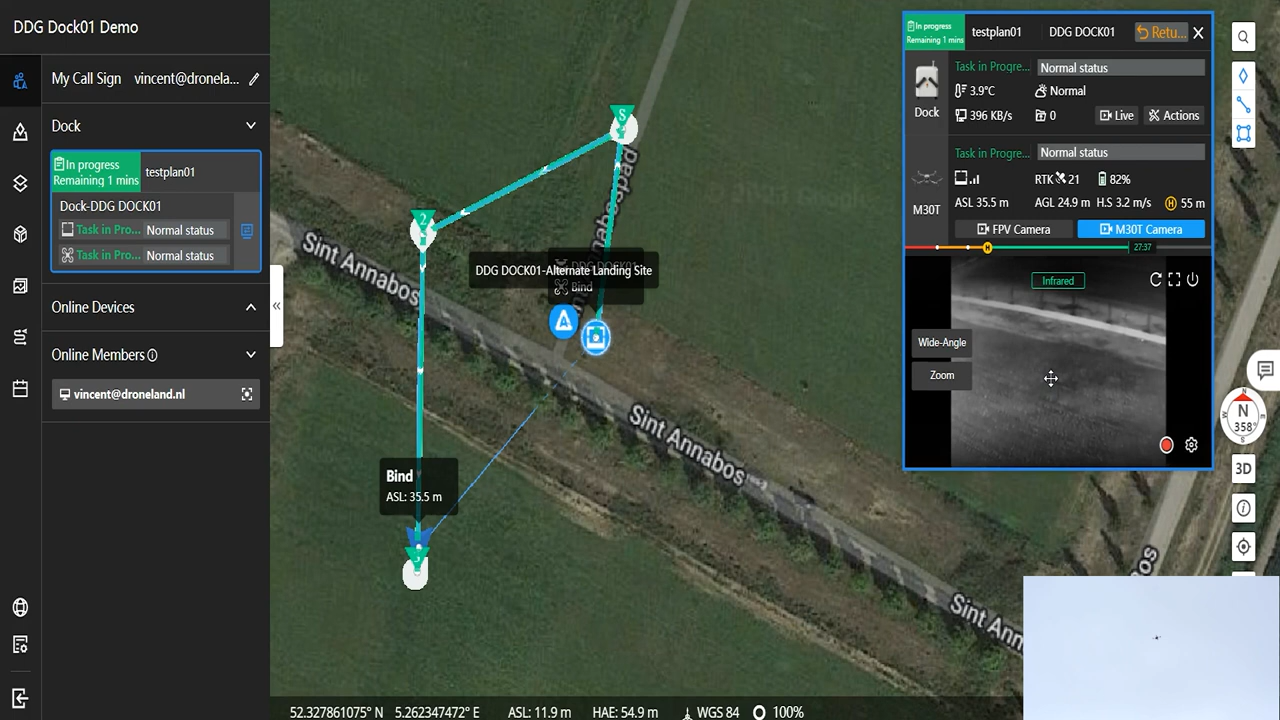 DDG Dock01 Demo
My Call Sign vincent@dronela...
Dock
In progress
Remaining 1 mins
testplan01
Dock-DDG DOCK01
Task in Pro... Normal status
Task in Pro... Normal status
Online Devices
Online Members
vincent@droneland.nl
S
2
Sint Annabos
DDG DOCK01-Alternate Landing Site
Bind
A
Sint Annabos
Bind
ASL: 35.5 m
Sint Ann
52.327861075° N 5.262347472° E ASL: 11.9 m HAE: 54.9 m WGS 84 100%
In progress
Remaining 1 mins
testplan01 DDG DOCK01 Retu...
Dock
Task in Progre... Normal status
3.9°C Normal
396 KB/s 0 Live Actions
M30T
Task in Progre... Normal status
RTK 21 82%
ASL 35.5 m AGL 24.9 m H.S 3.2 m/s H 55 m
FPV Camera M30T Camera
H 27:37
Infrared
Wide-Angle
Zoom
N
358°
3D